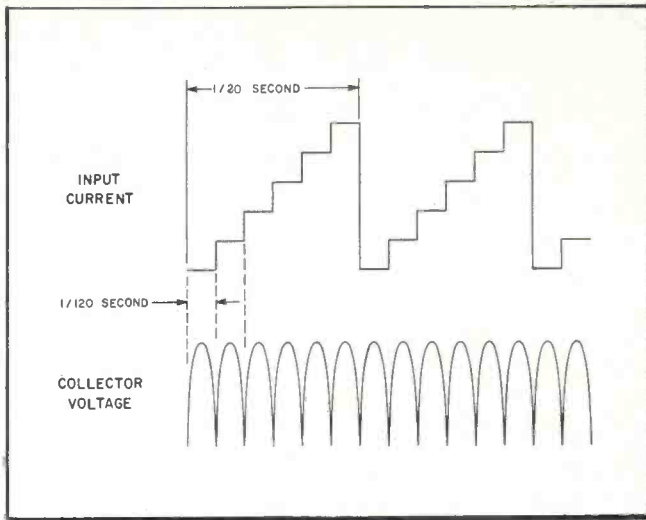 1/20 SECOND
INPUT
CURRENT
1/120 SECOND
COLLECTOR
VOLTAGE